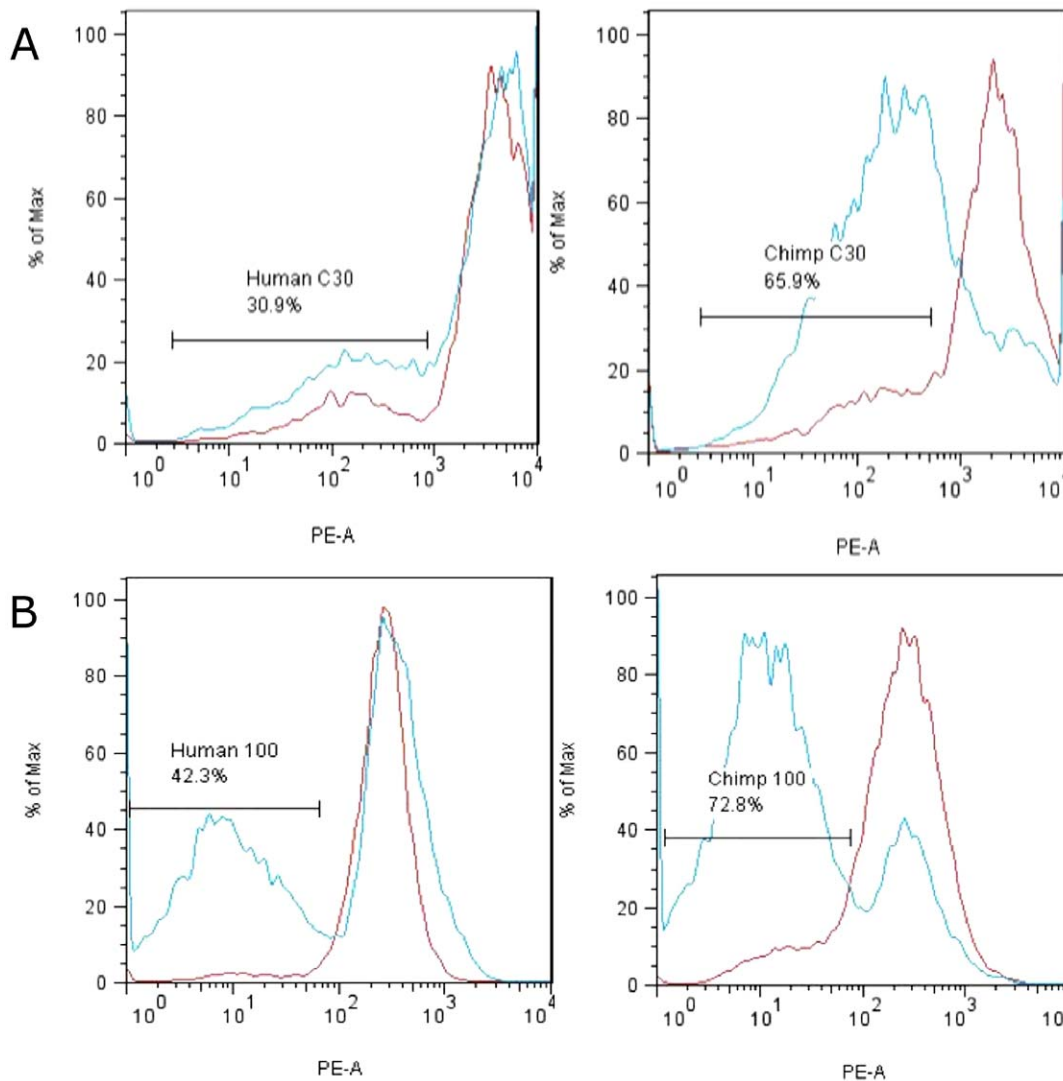 A
100
80
60
40
20
0
% of Max
Human C30
30.9%
10^0 10^1 10^2 10^3 10^4
PE-A
100
80
60
40
20
0
% of Max
Chimp C30
65.9%
10^0 10^1 10^2 10^3 10
PE-A
B
100
80
60
40
20
0
% of Max
Human 100
42.3%
10^0 10^1 10^2 10^3 10^4
PE-A
100
80
60
40
20
0
% of Max
Chimp 100
72.8%
10^0 10^1 10^2 10^3 10
PE-A